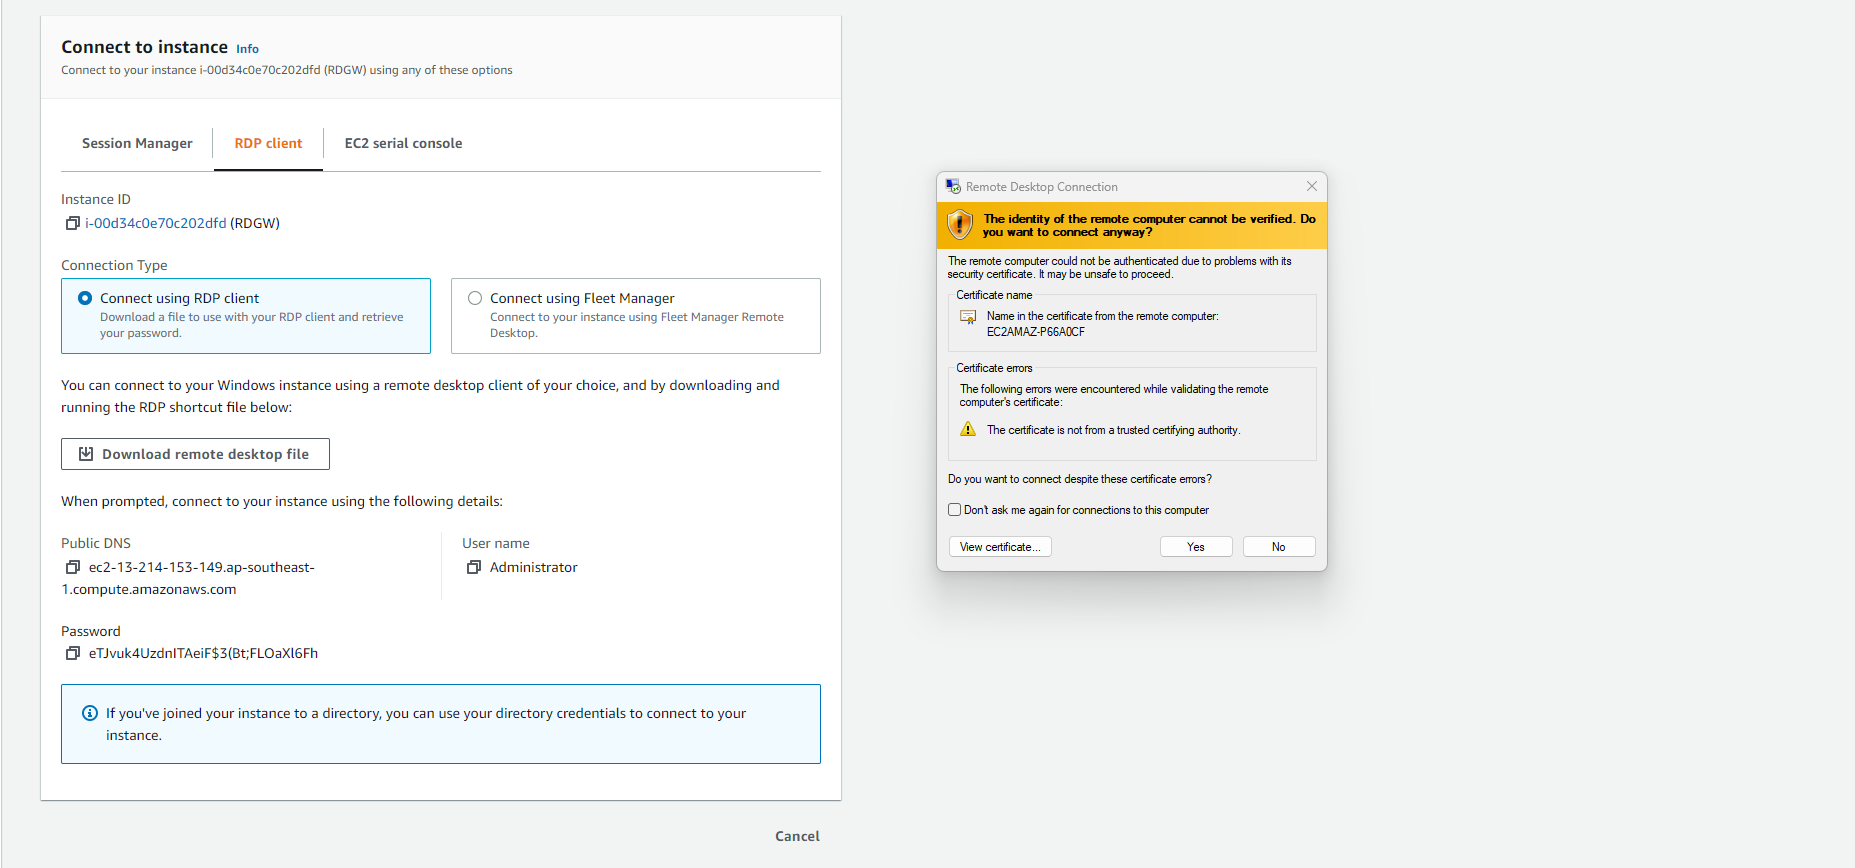 Connect to instance Info
Connect to your instance i-00d34c0e70c202dfd (RDGW) using any of these options
Session Manager
RDP client
EC2 serial console
Instance ID
i-00d34c0e70c202dfd (RDGW)
Connection Type
Connect using RDP client
Download a file to use with your RDP client and retrieve
your password.
Connect using Fleet Manager
Connect to your instance using Fleet Manager Remote
Desktop.
You can connect to your Windows instance using a remote desktop client of your choice, and by downloading and
running the RDP shortcut file below:
Download remote desktop file
When prompted, connect to your instance using the following details:
Public DNS
ec2-13-214-153-149.ap-southeast-
1.compute.amazonaws.com
User name
Administrator
Password
eTJvuk4UzdnITAeiF$3(Bt;FLOaXl6Fh
If you've joined your instance to a directory, you can use your directory credentials to connect to your
instance.
Cancel
Remote Desktop Connection
The identity of the remote computer cannot be verified. Do
you want to connect anyway?
The remote computer could not be authenticated due to problems with its
security certificate. It may be unsafe to proceed.
Certificate name
Name in the certificate from the remote computer:
EC2AMAZ-P66A0CF
Certificate errors
The following errors were encountered while validating the remote
computer's certificate:
The certificate is not from a trusted certifying authority.
Do you want to connect despite these certificate errors?
Don't ask me again for connections to this computer
View certificate...
Yes
No